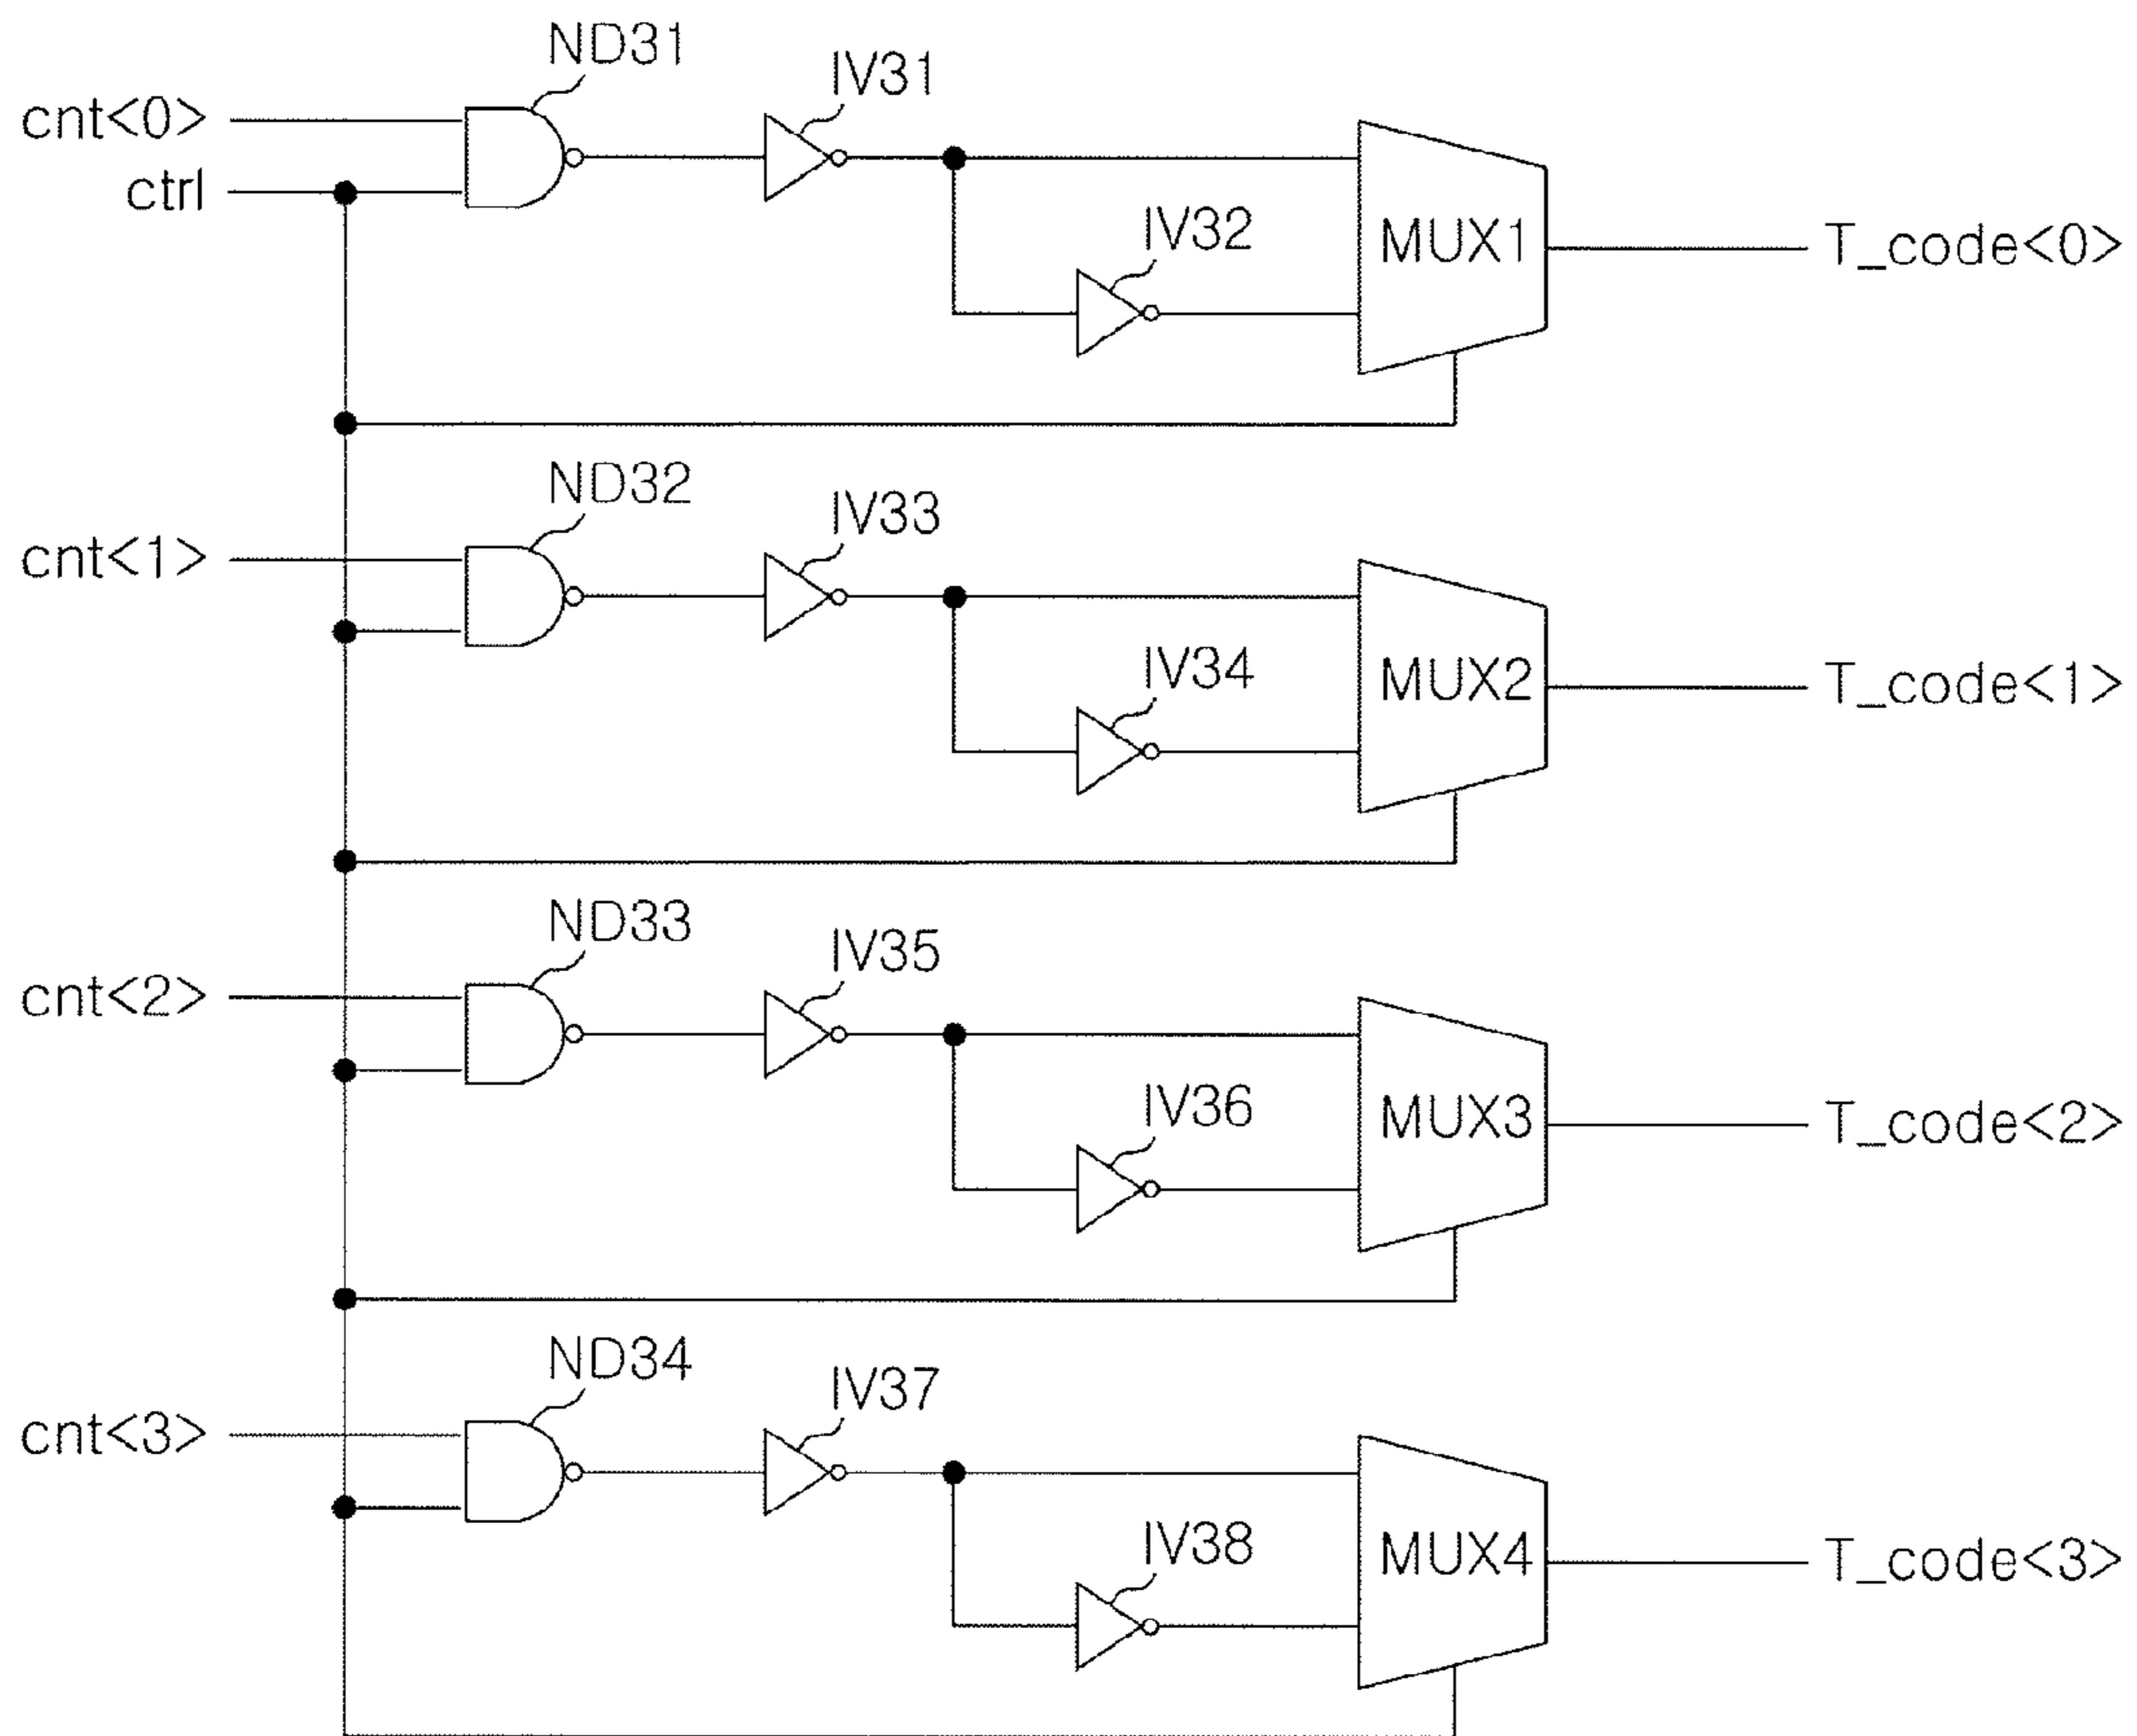 ND31
IV31
cnt<0>
ctrl
IV32
MUX1
T_code<0>
ND32
IV33
cnt<1>
IV34
MUX2
T_code<1>
ND33
IV35
cnt<2>
IV36
MUX3
T_code<2>
ND34
IV37
cnt<3>
IV38
MUX4
T_code<3>